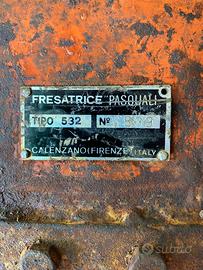 FRESATRICE "PASQUALI"
TIPO 532 Nº
CALENZANO (FIRENZE) ITALY
subito